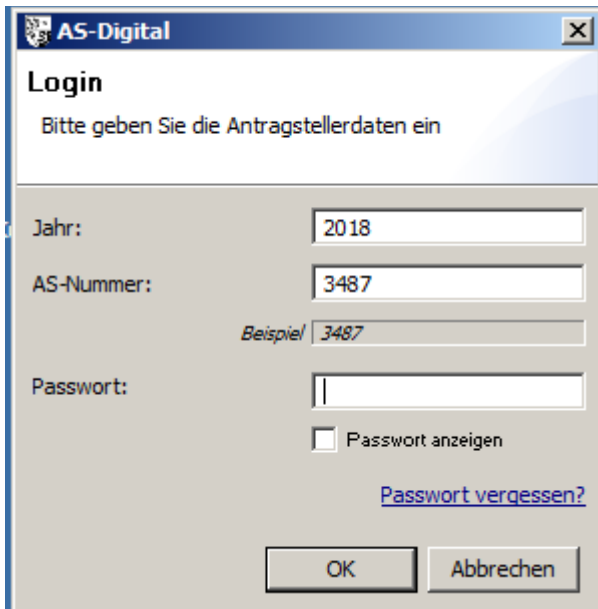 AS-Digital
Login
Bitte geben Sie die Antragstellerdaten ein
Jahr: 2018
AS-Nummer: 3487
Beispiel 3487
Passwort:
Passwort anzeigen
Passwort vergessen?
OK Abbrechen